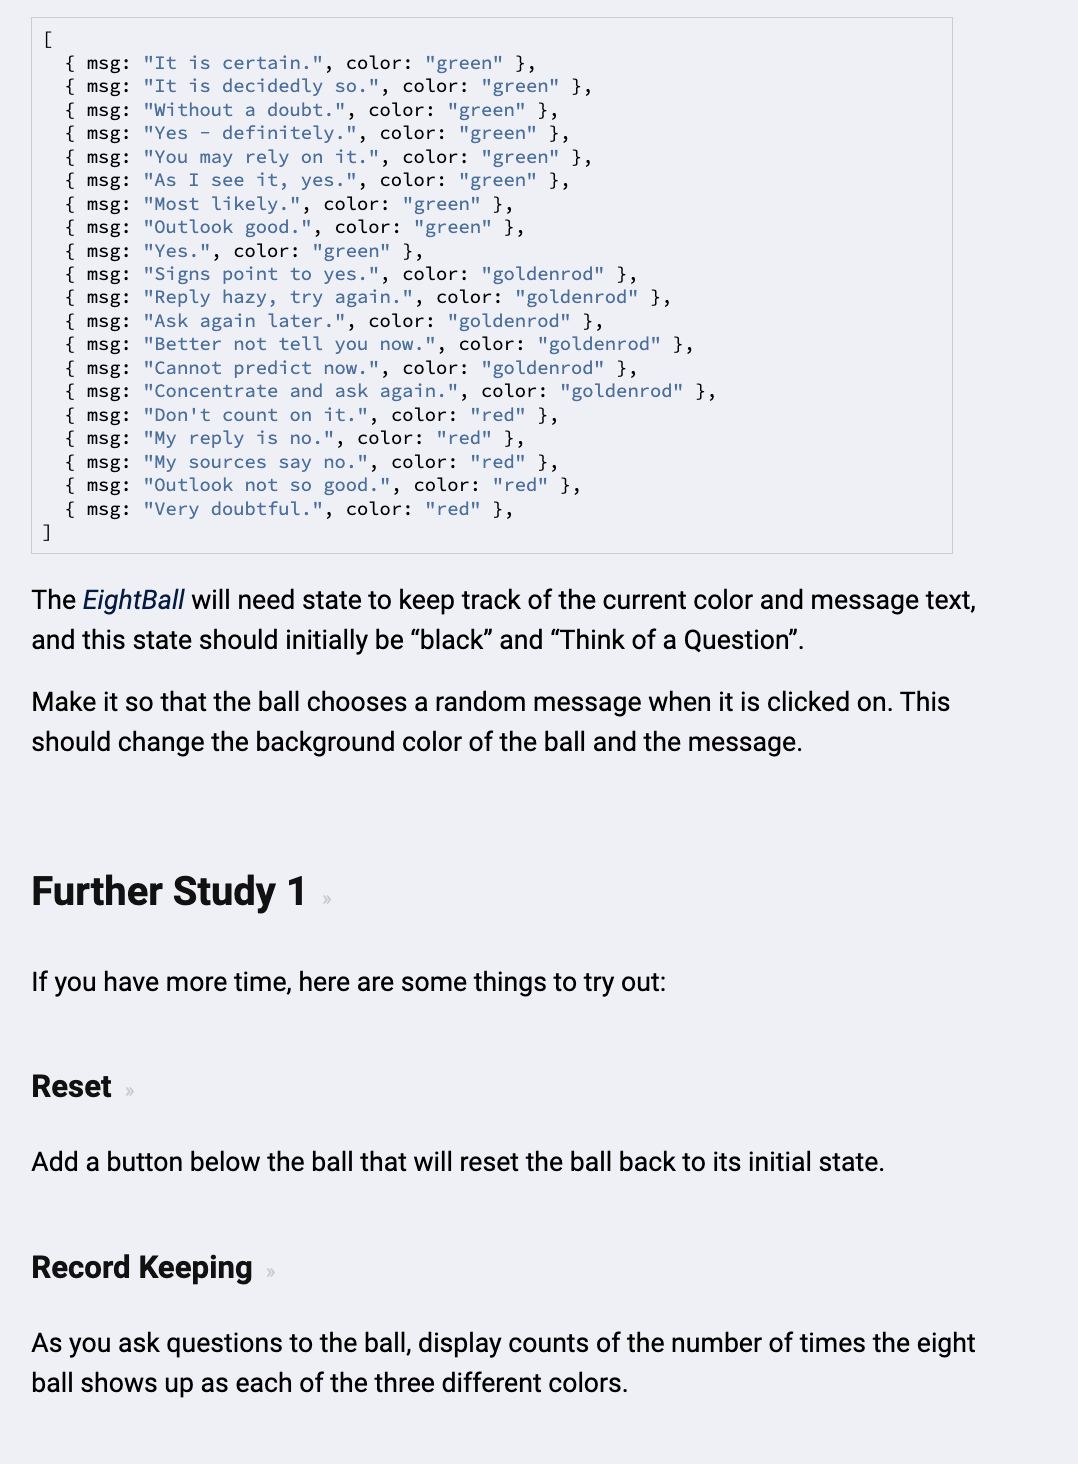 [
  { msg: "It is certain.", color: "green" },
  { msg: "It is decidedly so.", color: "green" },
  { msg: "Without a doubt.", color: "green" },
  { msg: "Yes - definitely.", color: "green" },
  { msg: "You may rely on it.", color: "green" },
  { msg: "As I see it, yes.", color: "green" },
  { msg: "Most likely.", color: "green" },
  { msg: "Outlook good.", color: "green" },
  { msg: "Yes.", color: "green" },
  { msg: "Signs point to yes.", color: "goldenrod" },
  { msg: "Reply hazy, try again.", color: "goldenrod" },
  { msg: "Ask again later.", color: "goldenrod" },
  { msg: "Better not tell you now.", color: "goldenrod" },
  { msg: "Cannot predict now.", color: "goldenrod" },
  { msg: "Concentrate and ask again.", color: "goldenrod" },
  { msg: "Don't count on it.", color: "red" },
  { msg: "My reply is no.", color: "red" },
  { msg: "My sources say no.", color: "red" },
  { msg: "Outlook not so good.", color: "red" },
  { msg: "Very doubtful.", color: "red" },
]
The EightBall will need state to keep track of the current color and message text,
and this state should initially be “black” and “Think of a Question”.
Make it so that the ball chooses a random message when it is clicked on. This
should change the background color of the ball and the message.
Further Study 1 »
If you have more time, here are some things to try out:
Reset »
Add a button below the ball that will reset the ball back to its initial state.
Record Keeping »
As you ask questions to the ball, display counts of the number of times the eight
ball shows up as each of the three different colors.